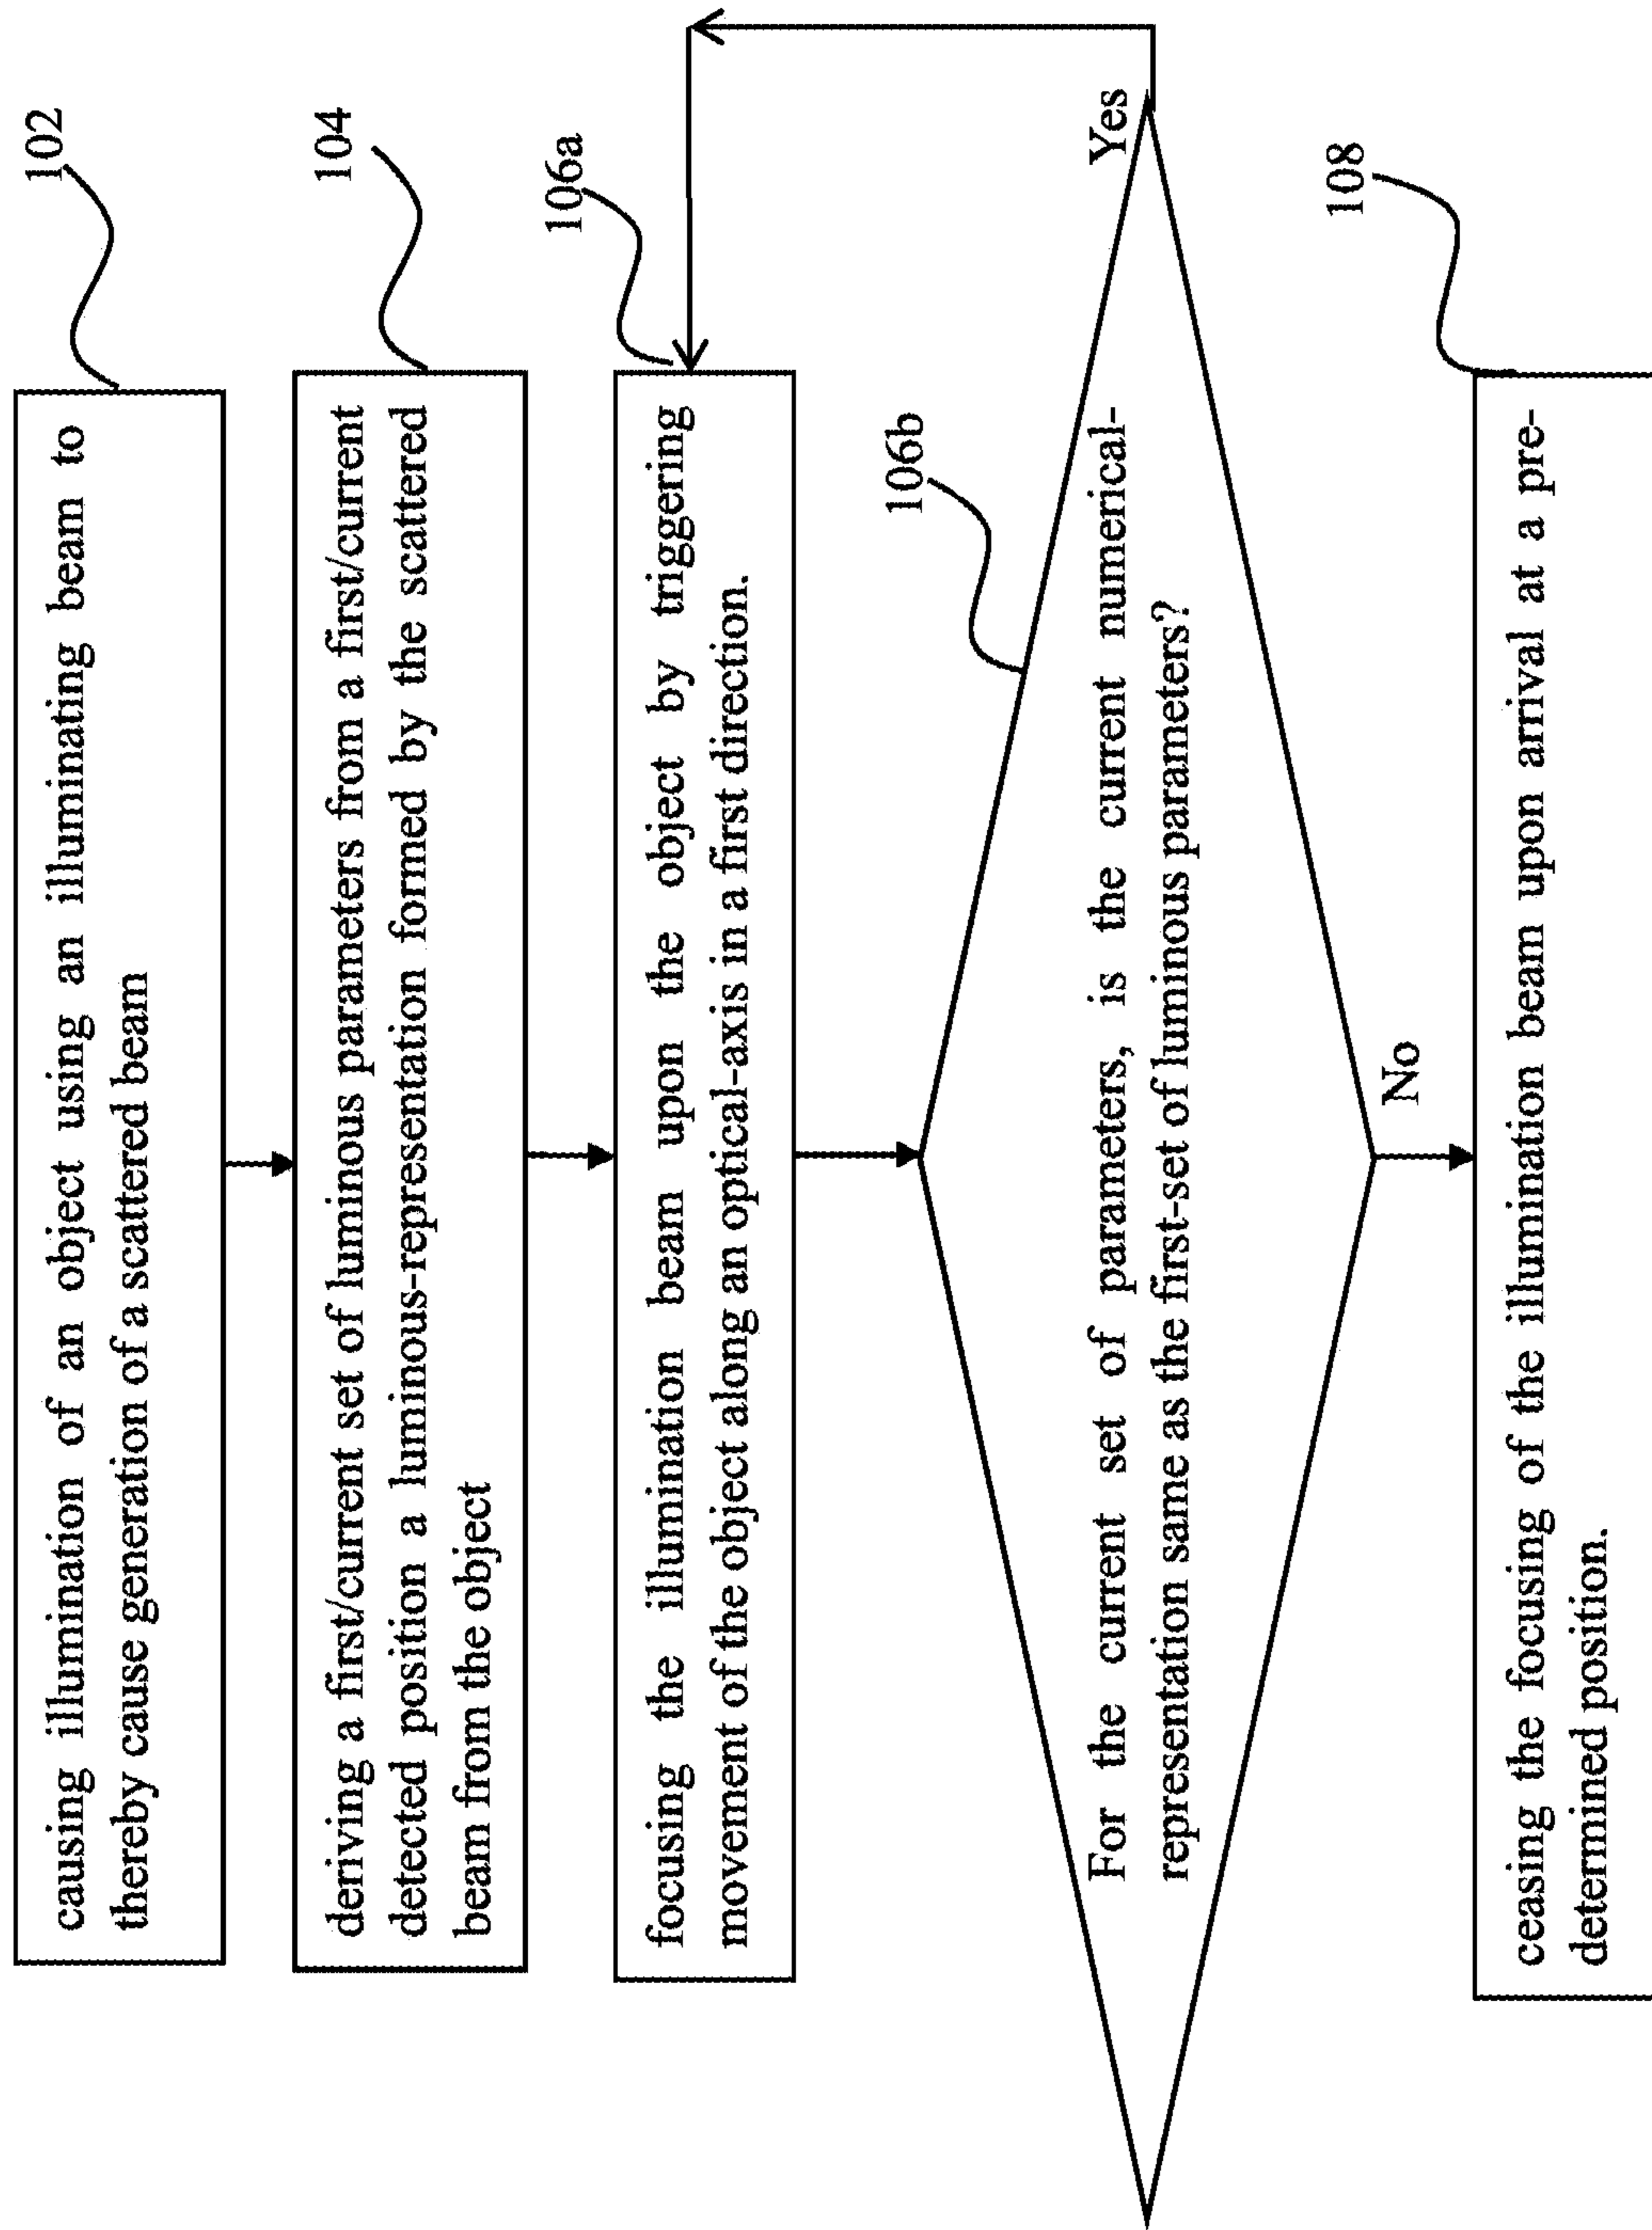 102
causing illumination of an object using an illuminating beam to
thereby cause generation of a scattered beam
104
deriving a first/current set of luminous parameters from a first/current
detected position a luminous-representation formed by the scattered
beam from the object
106a
focusing the illumination beam upon the object by triggering
movement of the object along an optical-axis in a first direction.
106b
For the current set of parameters, is the current numerical-
representation same as the first-set of luminous parameters?
Yes
No
108
ceasing the focusing of the illumination beam upon arrival at a pre-
determined position.